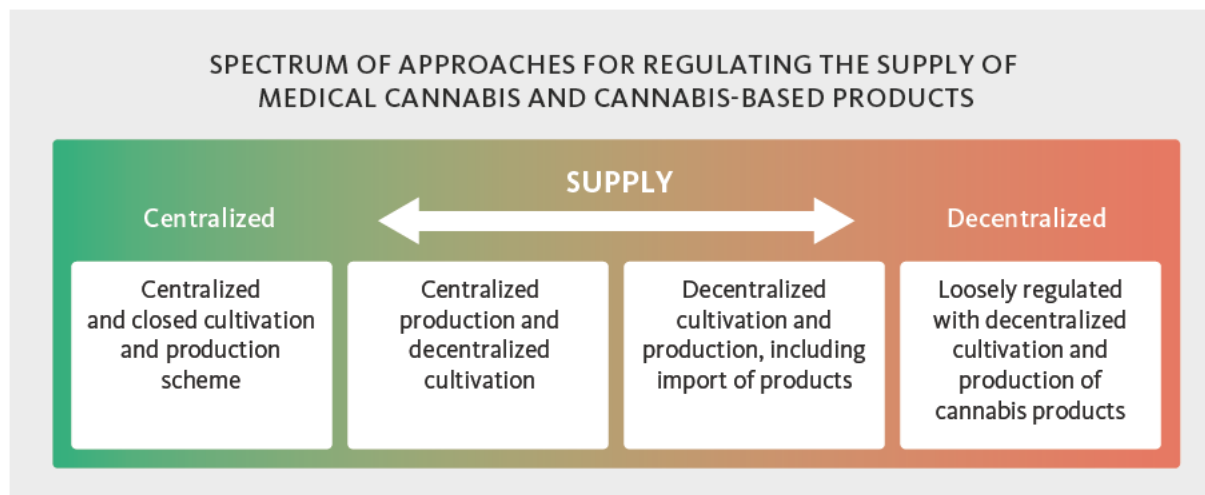 SPECTRUM OF APPROACHES FOR REGULATING THE SUPPLY OF
MEDICAL CANNABIS AND CANNABIS-BASED PRODUCTS
SUPPLY
Centralized
Decentralized
Centralized
and closed cultivation
and production
scheme
Centralized
production and
decentralized
cultivation
Decentralized
cultivation and
production, including
import of products
Loosely regulated
with decentralized
cultivation and
production of
cannabis products